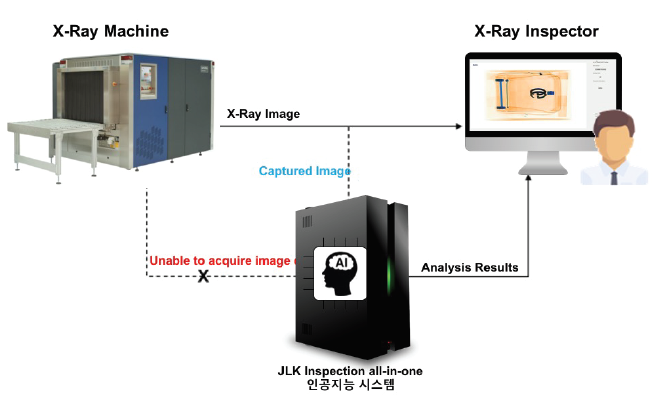 X-Ray Machine
X-Ray Inspector
X-Ray Image
Captured Image
Unable to acquire image
X
AI
Analysis Results
JLK Inspection all-in-one
인공지능 시스템